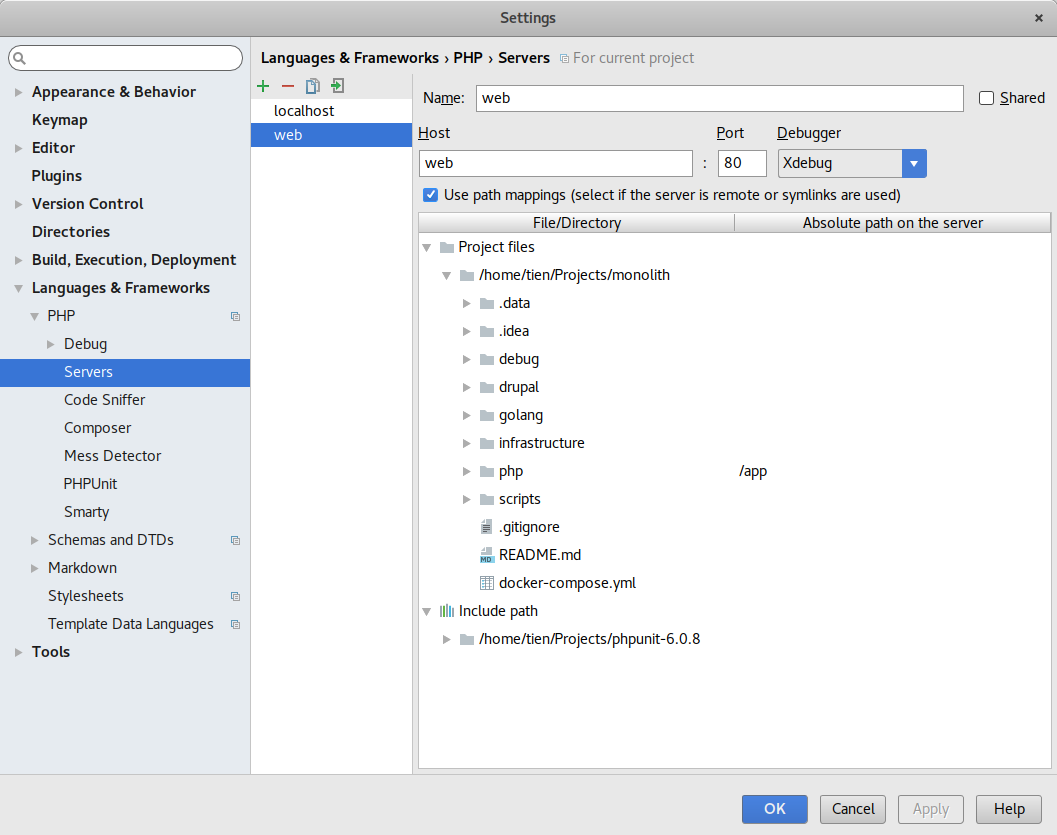 Settings
Languages & Frameworks › PHP › Servers For current project
Appearance & Behavior
Keymap
Editor
Plugins
Version Control
Directories
Build, Execution, Deployment
Languages & Frameworks
PHP
Debug
Servers
Code Sniffer
Composer
Mess Detector
PHPUnit
Smarty
Schemas and DTDs
Markdown
Stylesheets
Template Data Languages
Tools
localhost
web
Name: web Shared
Host Port Debugger
web : 80 Xdebug
Use path mappings (select if the server is remote or symlinks are used)
File/Directory Absolute path on the server
Project files
/home/tien/Projects/monolith
.data
.idea
debug
drupal
golang
infrastructure
php /app
scripts
.gitignore
README.md
docker-compose.yml
Include path
/home/tien/Projects/phpunit-6.0.8
OK Cancel Apply Help